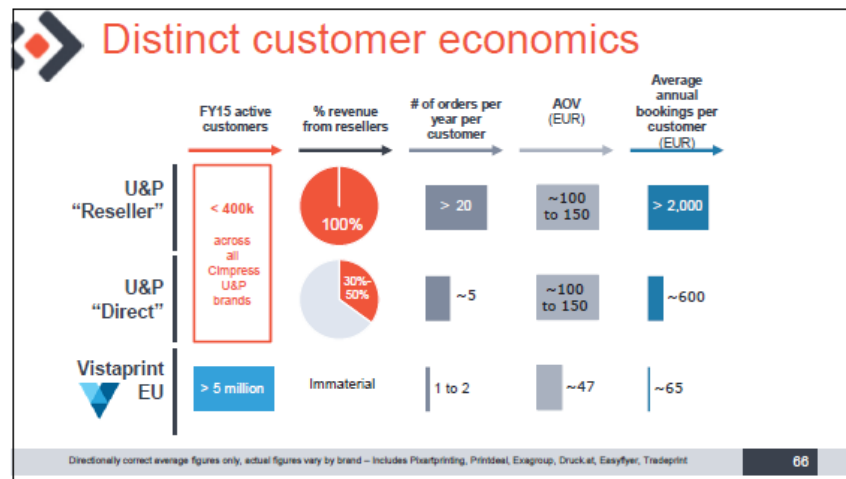 Distinct customer economics
FY15 active
customers
% revenue
from resellers
# of orders per
year per
customer
AOV
(EUR)
Average
annual
bookings per
customer
(EUR)
U&P
“Reseller”
< 400k
across
all
Cimpress
U&P
brands
100%
> 20
~100
to 150
> 2,000
U&P
“Direct”
30%–
50%
~5
~100
to 150
~600
Vistaprint
EU
> 5 million
Immaterial
1 to 2
~47
~65
Directionally correct average figures only, actual figures vary by brand – Includes Pixartprinting, Printdeal, Exagroup, Druck.at, Easyflyer, Tradeprint
66